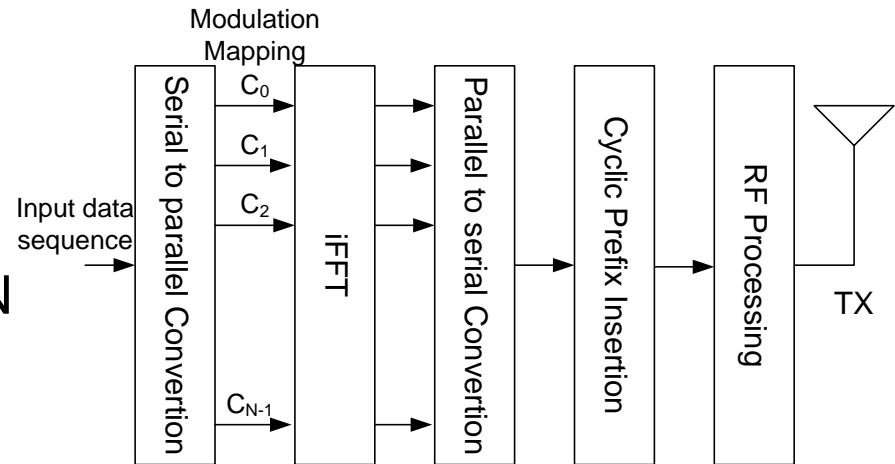 Modulation
Mapping
Input data
sequence
N
Serial to parallel Convertion
C₀
C₁
C₂
C_N-1
iFFT
Parallel to serial Convertion
Cyclic Prefix Insertion
RF Processing
TX